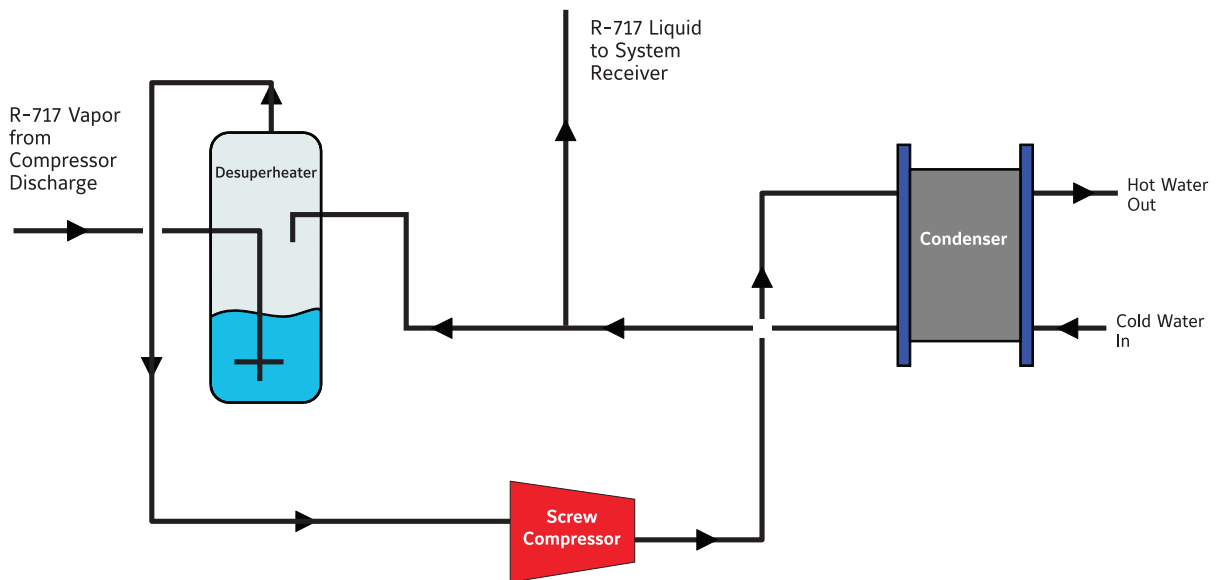 R-717 Liquid
to System
Receiver
R-717 Vapor
from
Compressor
Discharge
Desuperheater
Hot Water
Out
Condenser
Cold Water
In
Screw
Compressor